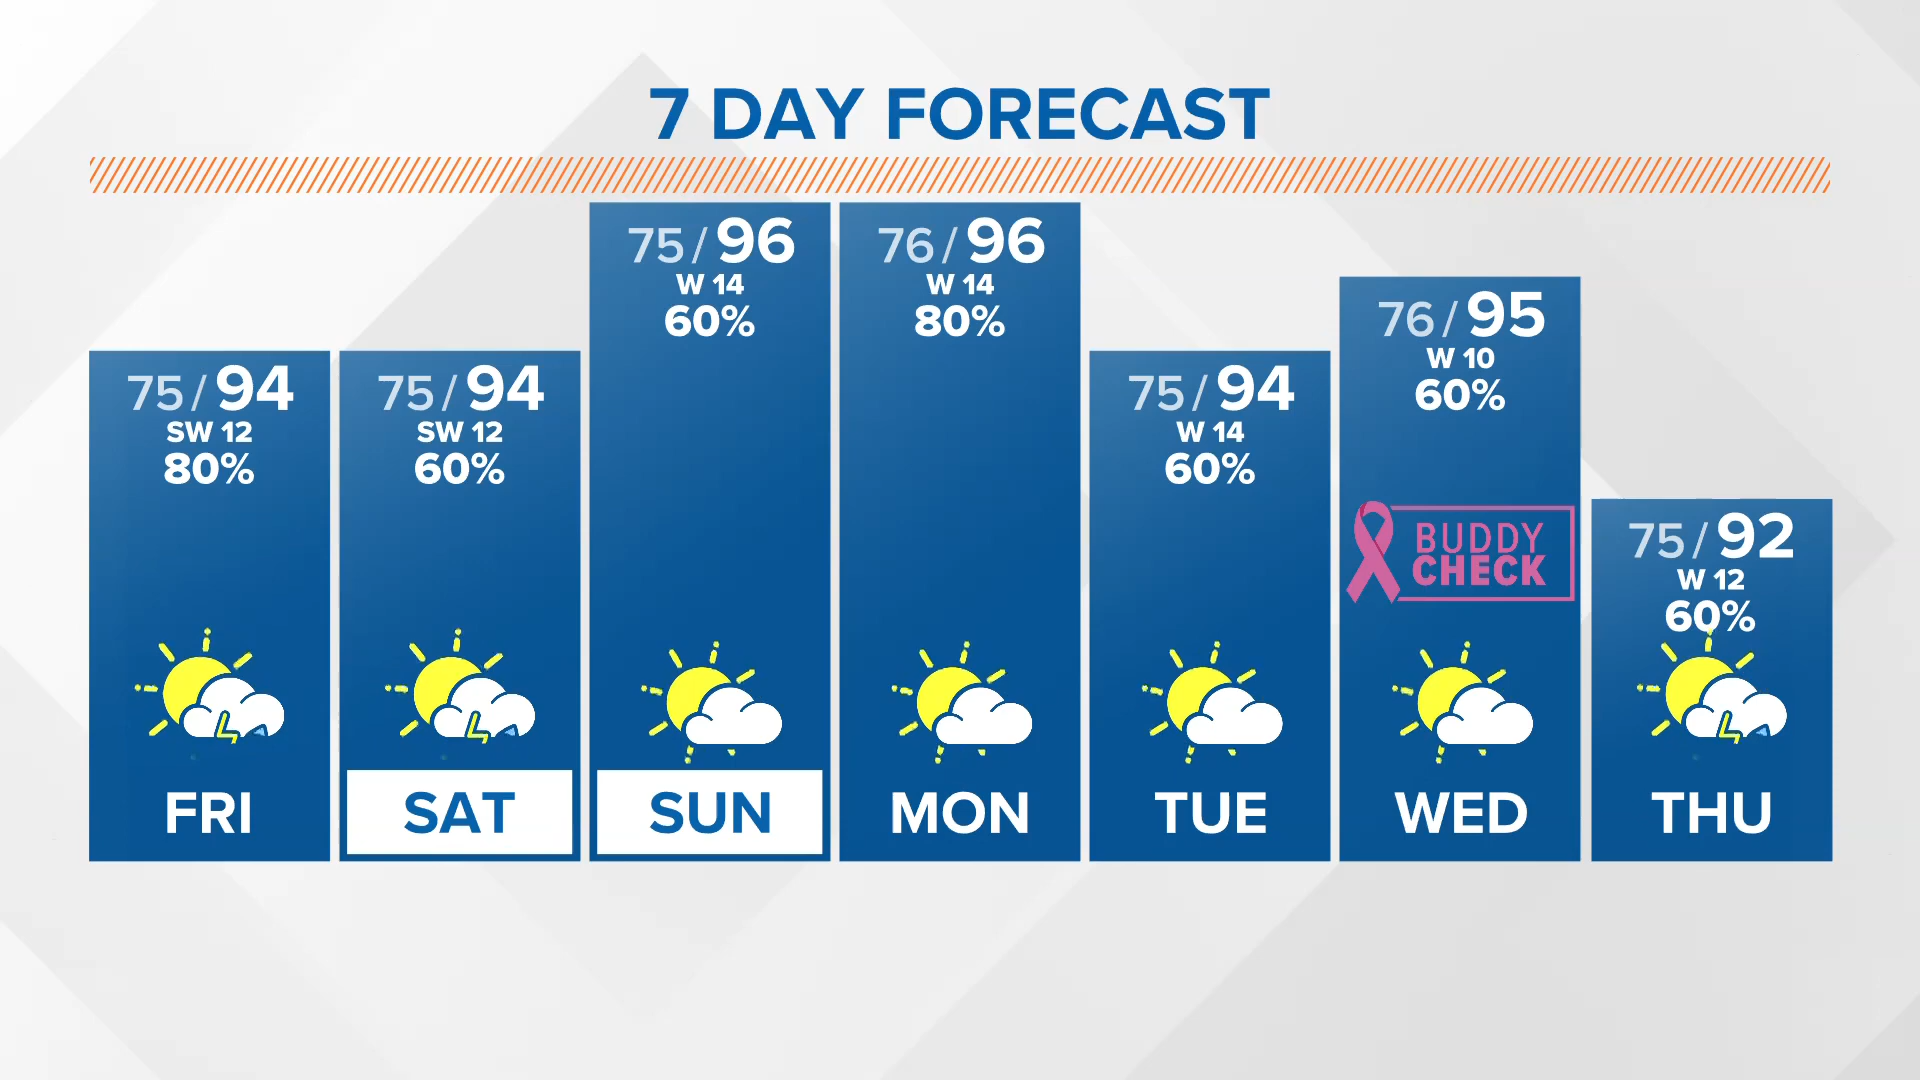 7 DAY FORECAST
75/94
SW 12
80%
FRI
75/94
SW 12
60%
SAT
75/96
W 14
60%
SUN
76/96
W 14
80%
MON
75/94
W 14
60%
TUE
76/95
W 10
60%
BUDDY
CHECK
WED
75/92
W 12
60%
THU